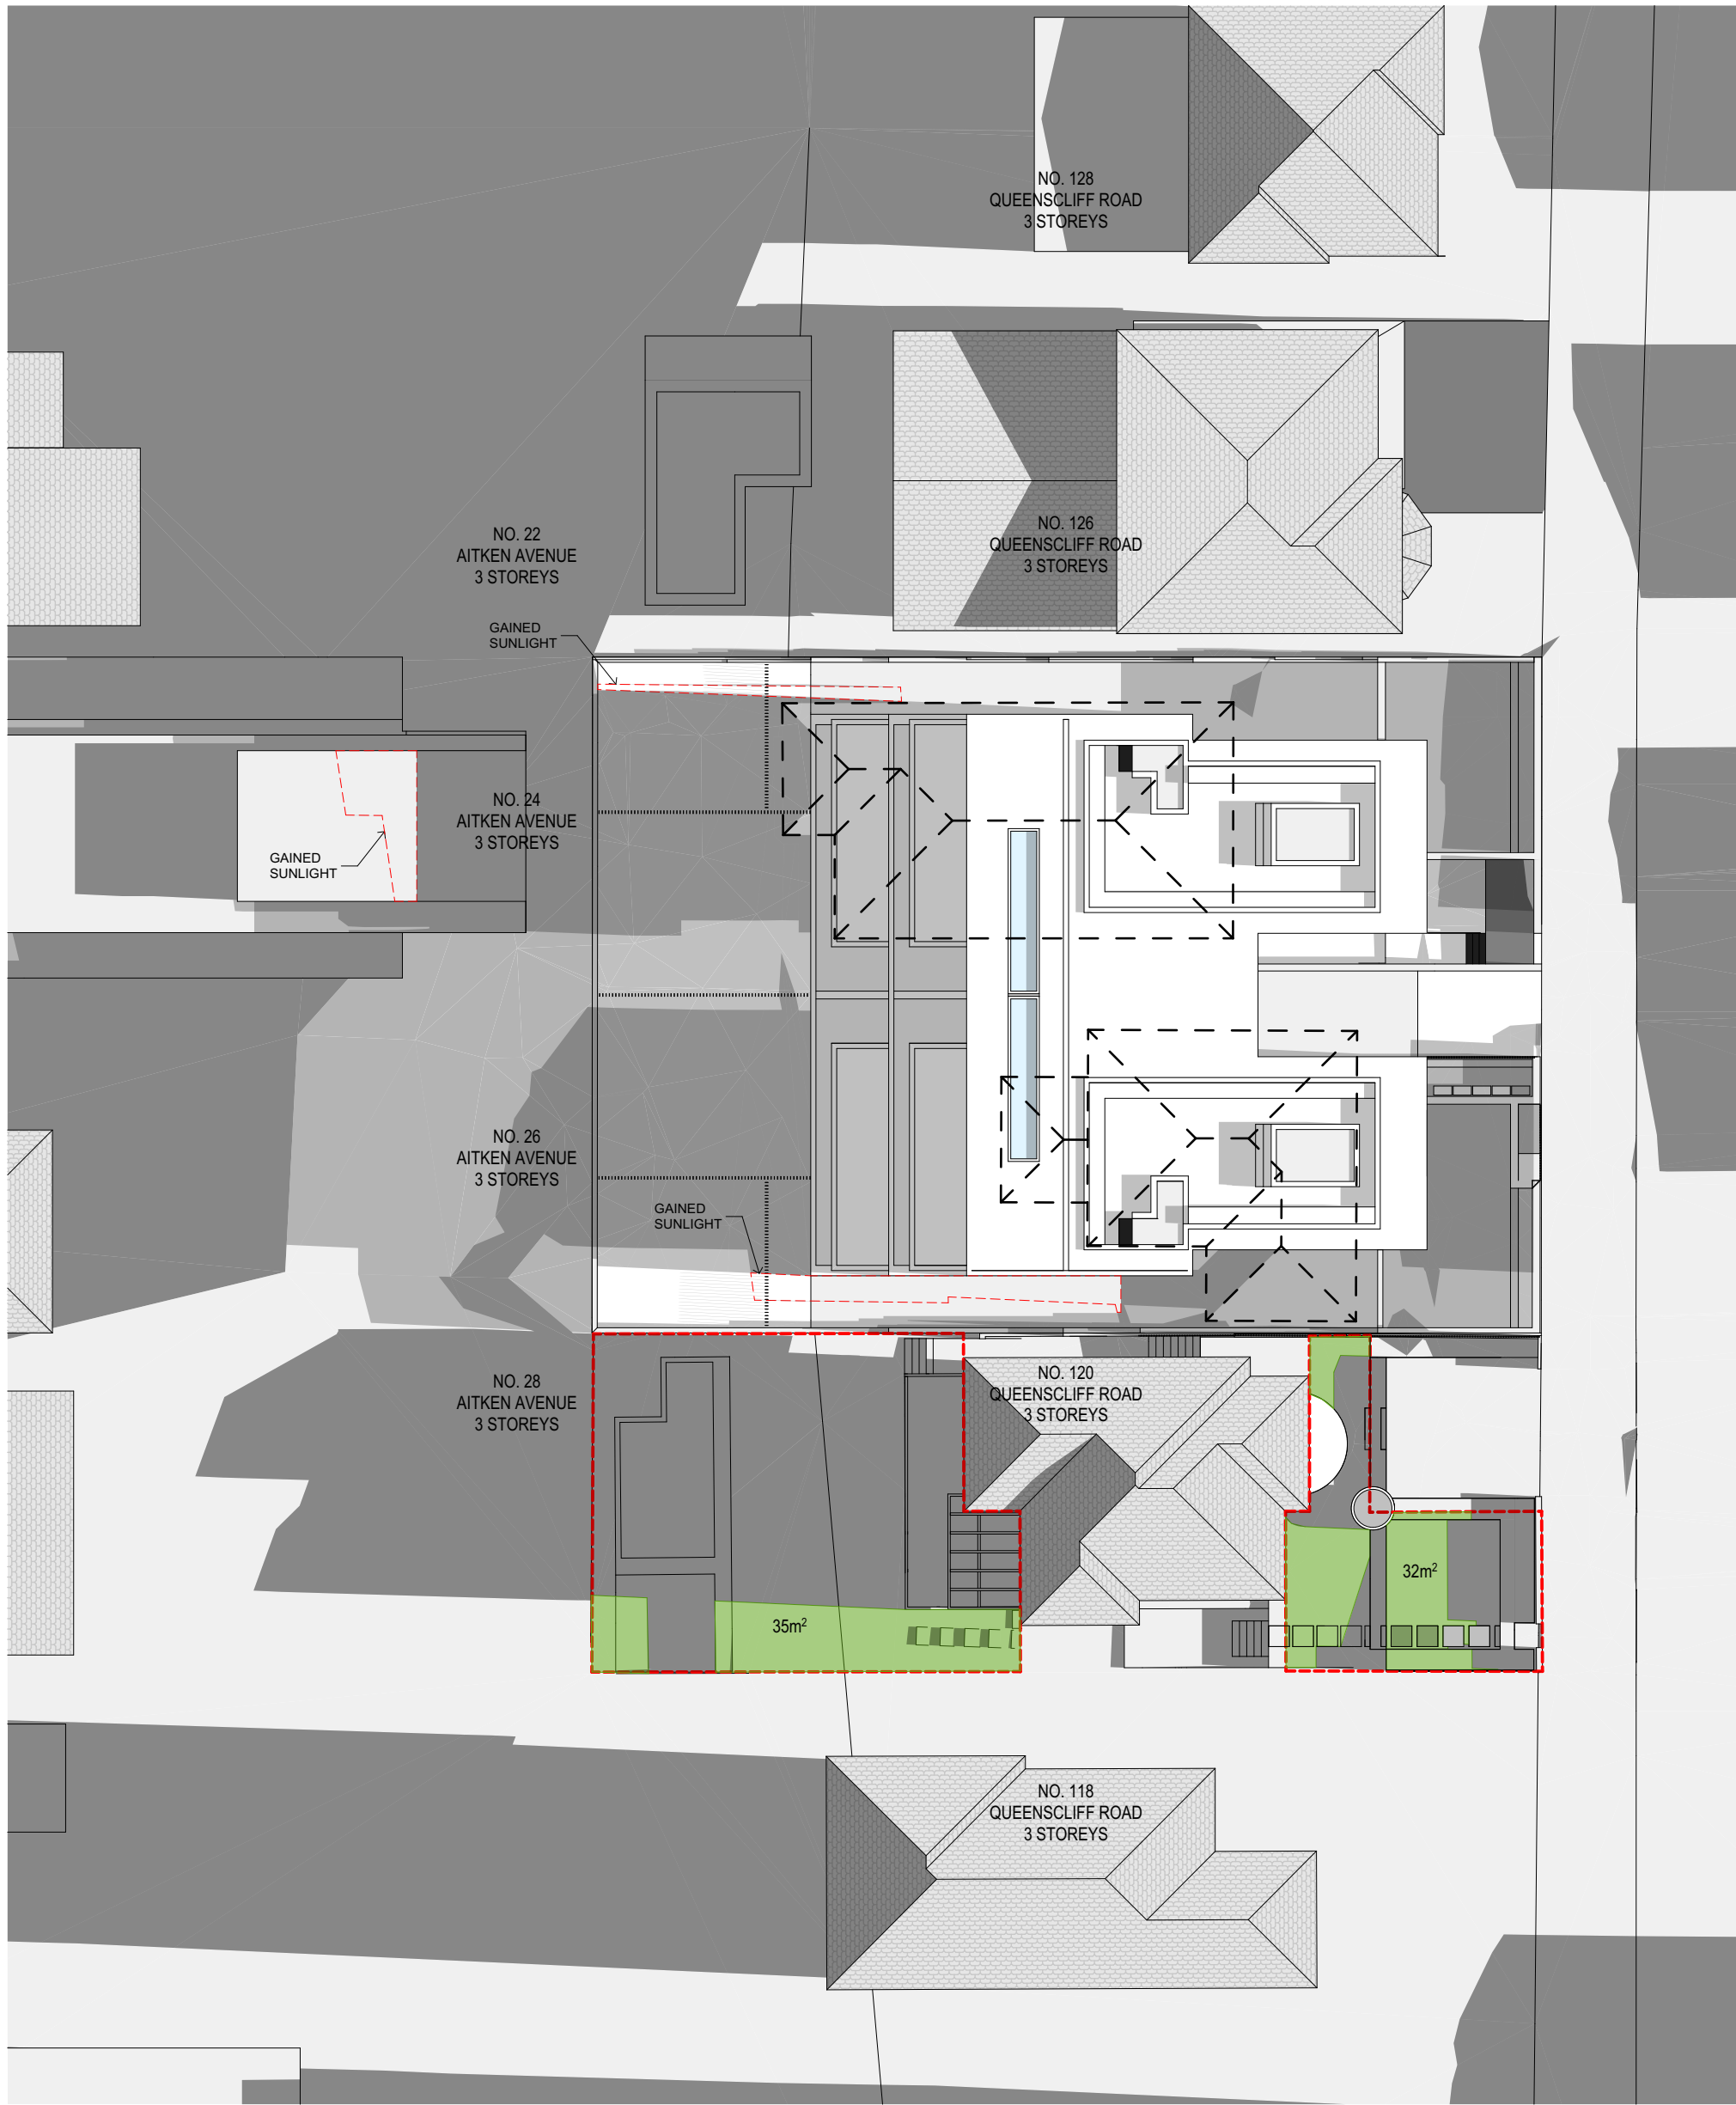 NO. 128
QUEENSCLIFF ROAD
3 STOREYS
NO. 22
AITKEN AVENUE
3 STOREYS
NO. 126
QUEENSCLIFF ROAD
3 STOREYS
GAINED
SUNLIGHT
NO. 24
AITKEN AVENUE
3 STOREYS
GAINED
SUNLIGHT
NO. 26
AITKEN AVENUE
3 STOREYS
GAINED
SUNLIGHT
NO. 28
AITKEN AVENUE
3 STOREYS
NO. 120
QUEENSCLIFF ROAD
3 STOREYS
32m²
35m²
NO. 118
QUEENSCLIFF ROAD
3 STOREYS